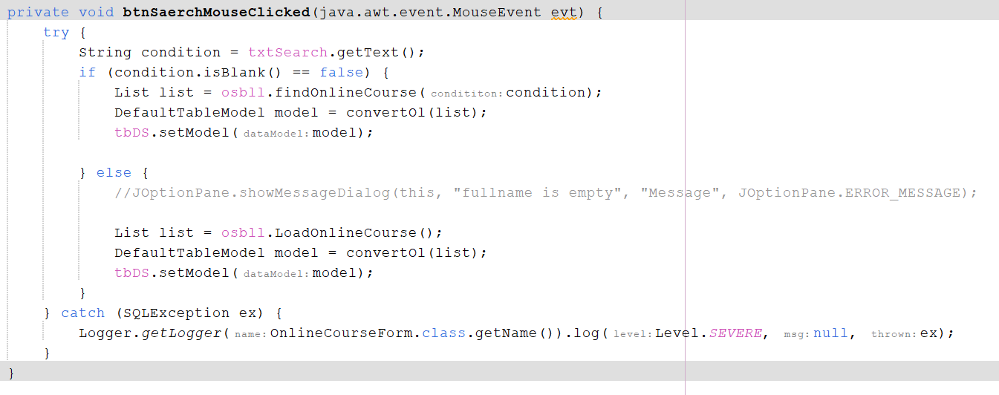 private void btnSaerchMouseClicked(java.awt.event.MouseEvent evt) {
try {
String condition = txtSearch.getText();
if (condition.isBlank() == false) {
List list = osbll.findOnlineCourse( condititon: condition);
DefaultTableModel model = convertOl(list);
tbDS.setModel( dataModel: model);
} else {
//JOptionPane.showMessageDialog(this, "fullname is empty", "Message", JOptionPane.ERROR_MESSAGE);
List list = osbll.LoadOnlineCourse();
DefaultTableModel model = convertOl(list);
tbDS.setModel( dataModel: model);
}
} catch (SQLException ex) {
Logger.getLogger( name: OnlineCourseForm.class.getName()).log( level: Level.SEVERE, msg: null, thrown: ex);
}
}